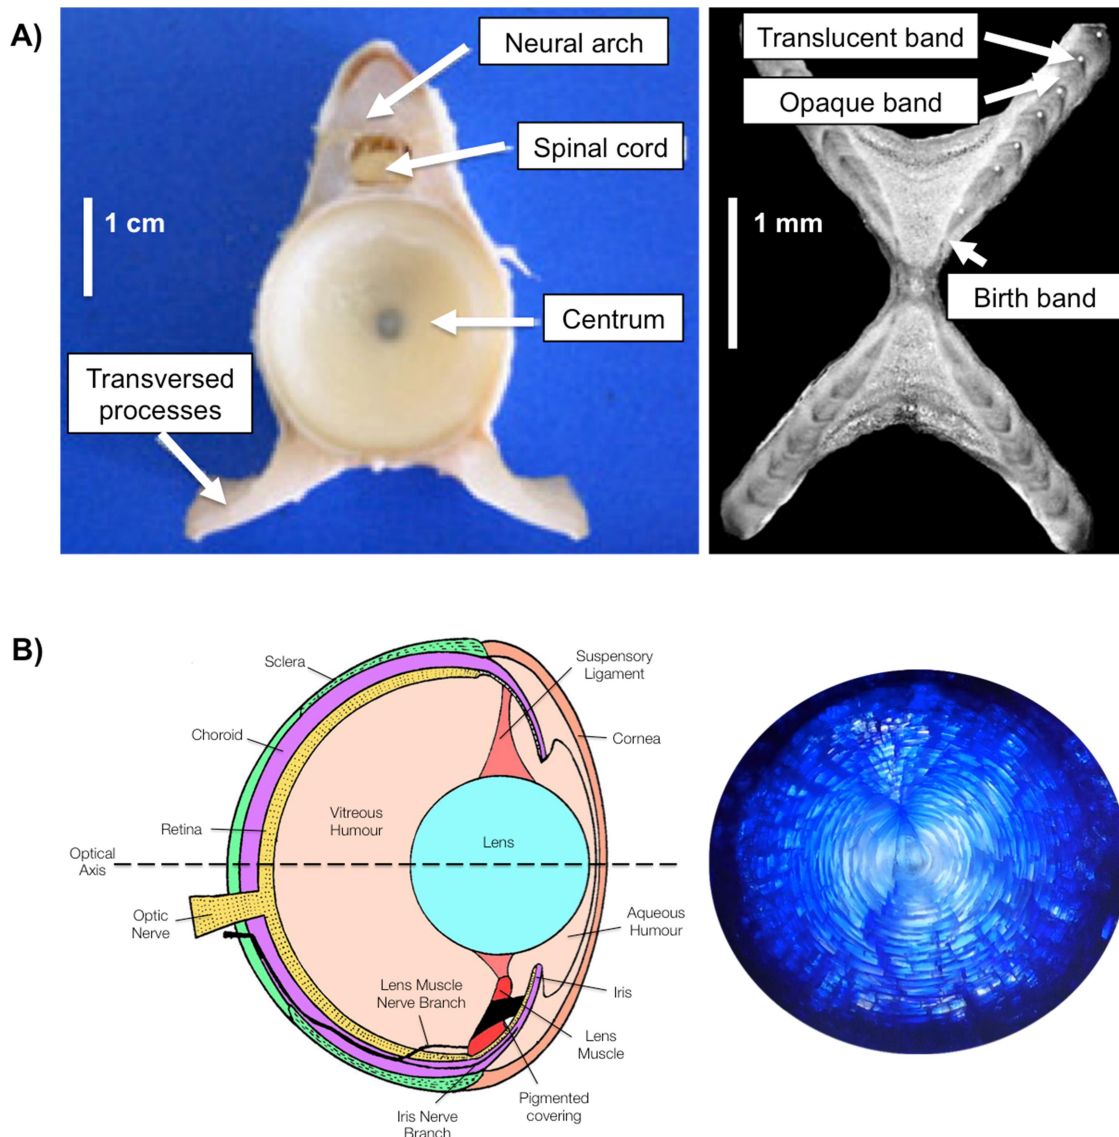 A)
Neural arch
Spinal cord
1 cm
Centrum
Transversed
processes
Translucent band
Opaque band
1 mm
Birth band
B)
Sclera
Suspensory
Ligament
Choroid
Cornea
Vitreous
Humour
Retina
Lens
Optical
Axis
Optic
Nerve
Aqueous
Humour
Lens Muscle
Nerve Branch
Iris
Lens
Muscle
Pigmented
covering
Iris Nerve
Branch